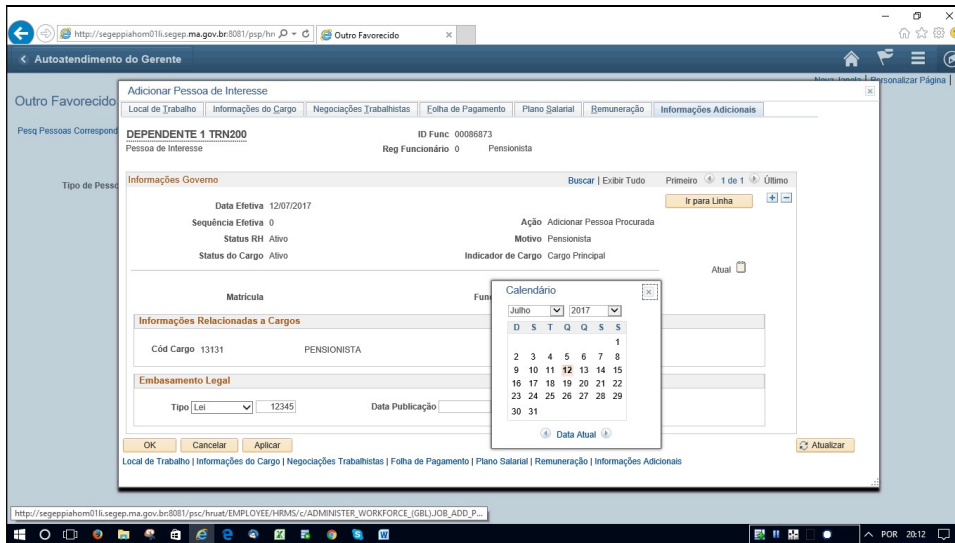 http://segeppiahom01li.segep.ma.gov.br:8081/psp/hn
Outro Favorecido
Autoatendimento do Gerente
Nova Janela | Personalizar Página |
Outro Favorecido
Pesq Pessoas Correspond
Tipo de Pesso
Adicionar Pessoa de Interesse
Local de Trabalho Informações do Cargo Negociações Trabalhistas Folha de Pagamento Plano Salarial Remuneração Informações Adicionais
DEPENDENTE 1 TRN200 ID Func 00086873
Pessoa de Interesse Reg Funcionário 0 Pensionista
Informações Governo Buscar | Exibir Tudo Primeiro 1 de 1 Último
Ir para Linha
Data Efetiva 12/07/2017
Sequência Efetiva 0 Ação Adicionar Pessoa Procurada
Status RH Ativo Motivo Pensionista
Status do Cargo Ativo Indicador de Cargo Cargo Principal
Atual
Matrícula Func
Informações Relacionadas a Cargos
Cód Cargo 13131 PENSIONISTA
Embasamento Legal
Tipo Lei 12345 Data Publicação
Calendário
Julho 2017
D S T Q Q S S
1
2 3 4 5 6 7 8
9 10 11 12 13 14 15
16 17 18 19 20 21 22
23 24 25 26 27 28 29
30 31
Data Atual
OK Cancelar Aplicar Atualizar
Local de Trabalho | Informações do Cargo | Negociações Trabalhistas | Folha de Pagamento | Plano Salarial | Remuneração | Informações Adicionais
http://segeppiahom01li.segep.ma.gov.br:8081/psc/hruat/EMPLOYEE/HRMS/c/ADMINISTER_WORKFORCE_(GBL).JOB_ADD_P...
POR 20:12